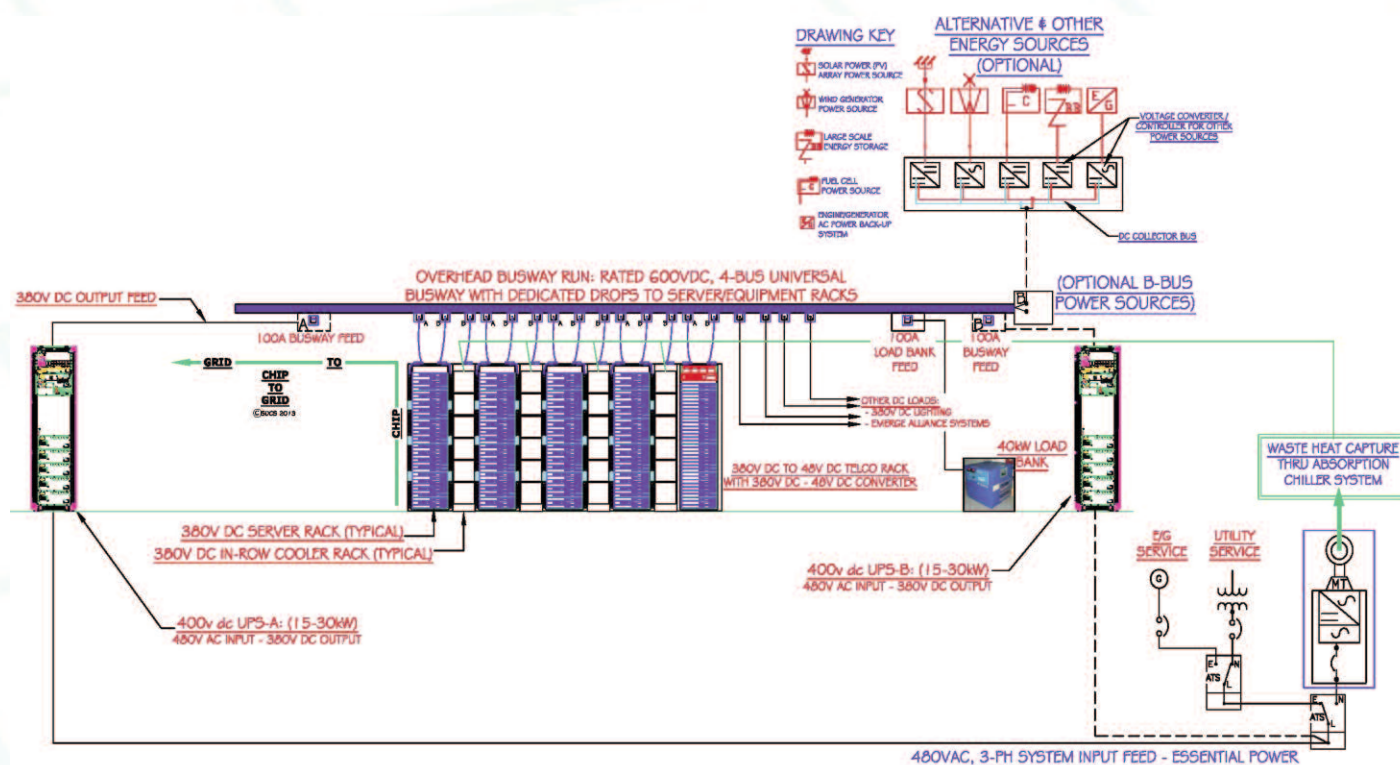 DRAWING KEY
SOLAR POWER (PV)
ARRAY POWER SOURCE
WIND GENERATOR
POWER SOURCE
LARGE SCALE
ENERGY STORAGE
FUEL CELL
POWER SOURCE
ENGINE/GENERATOR
AC POWER BACK-UP
SYSTEM
ALTERNATIVE & OTHER
ENERGY SOURCES
(OPTIONAL)
W
C
BB
E/G
VOLTAGE CONVERTER /
CONTROLLER FOR OTHER
POWER SOURCES
DC COLLECTOR BUS
OVERHEAD BUSWAY RUN: RATED 600VDC, 4-BUS UNIVERSAL
BUSWAY WITH DEDICATED DROPS TO SERVER/EQUIPMENT RACKS
(OPTIONAL B-BUS
POWER SOURCES)
B
380V DC OUTPUT FEED
A
100A BUSWAY FEED
A B A B A B A B A B
100A
LOAD BANK
FEED
B
100A
BUSWAY
FEED
GRID TO
CHIP
TO
GRID
©SDCS 2013
CHIP
OTHER DC LOADS:
- 380V DC LIGHTING
- EMERGE ALLIANCE SYSTEMS
40kW LOAD
BANK
380V DC TO 48V DC TELCO RACK
WITH 380V DC - 48V DC CONVERTER
WASTE HEAT CAPTURE
THRU ABSORPTION
CHILLER SYSTEM
380V DC SERVER RACK (TYPICAL)
380V DC IN-ROW COOLER RACK (TYPICAL)
400v dc UPS-B: (15-30kW)
480V AC INPUT - 380V DC OUTPUT
E/G
SERVICE
UTILITY
SERVICE
G
MT
400v dc UPS-A: (15-30kW)
480V AC INPUT - 380V DC OUTPUT
E N
ATS
L
E N
ATS
L
480VAC, 3-PH SYSTEM INPUT FEED - ESSENTIAL POWER